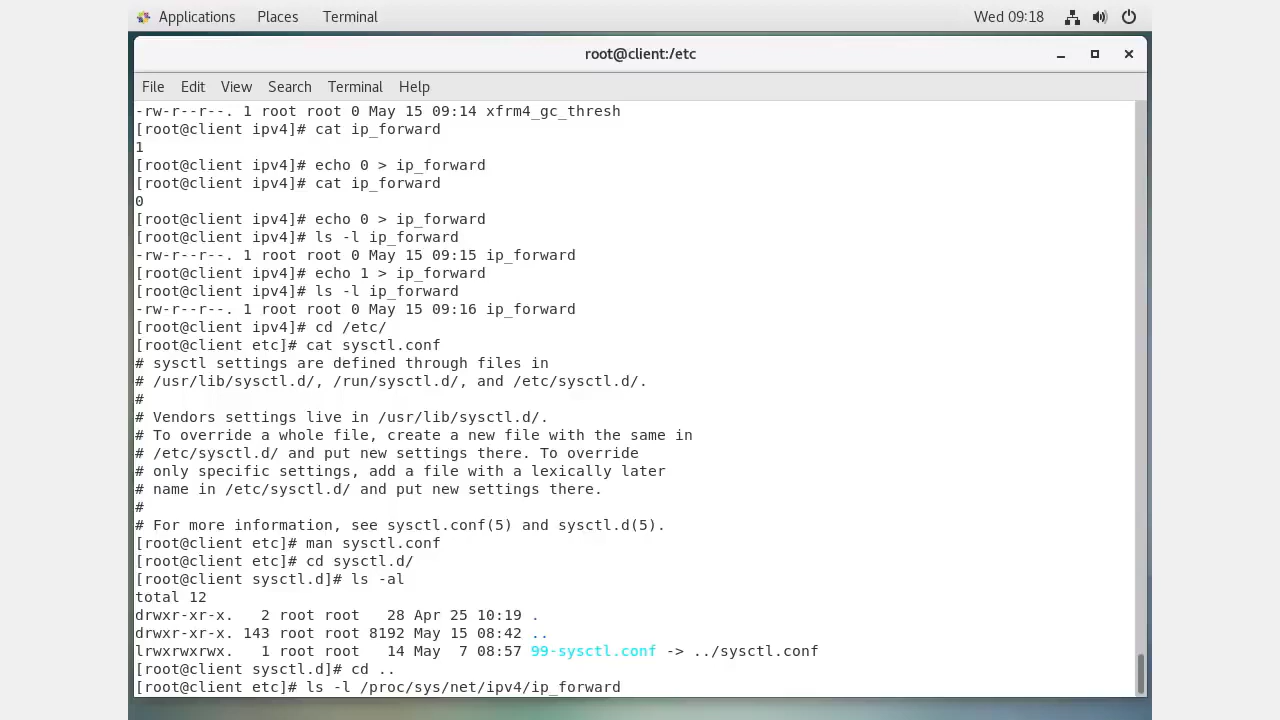 Applications Places Terminal Wed 09:18
root@client:/etc
File Edit View Search Terminal Help
-rw-r--r--. 1 root root 0 May 15 09:14 xfrm4_gc_thresh
[root@client ipv4]# cat ip_forward
1
[root@client ipv4]# echo 0 > ip_forward
[root@client ipv4]# cat ip_forward
0
[root@client ipv4]# echo 0 > ip_forward
[root@client ipv4]# ls -l ip_forward
-rw-r--r--. 1 root root 0 May 15 09:15 ip_forward
[root@client ipv4]# echo 1 > ip_forward
[root@client ipv4]# ls -l ip_forward
-rw-r--r--. 1 root root 0 May 15 09:16 ip_forward
[root@client ipv4]# cd /etc/
[root@client etc]# cat sysctl.conf
# sysctl settings are defined through files in
# /usr/lib/sysctl.d/, /run/sysctl.d/, and /etc/sysctl.d/.
#
# Vendors settings live in /usr/lib/sysctl.d/.
# To override a whole file, create a new file with the same in
# /etc/sysctl.d/ and put new settings there. To override
# only specific settings, add a file with a lexically later
# name in /etc/sysctl.d/ and put new settings there.
#
# For more information, see sysctl.conf(5) and sysctl.d(5).
[root@client etc]# man sysctl.conf
[root@client etc]# cd sysctl.d/
[root@client sysctl.d]# ls -al
total 12
drwxr-xr-x.   2 root root   28 Apr 25 10:19 .
drwxr-xr-x. 143 root root 8192 May 15 08:42 ..
lrwxrwxrwx.   1 root root   14 May  7 08:57 99-sysctl.conf -> ../sysctl.conf
[root@client sysctl.d]# cd ..
[root@client etc]# ls -l /proc/sys/net/ipv4/ip_forward